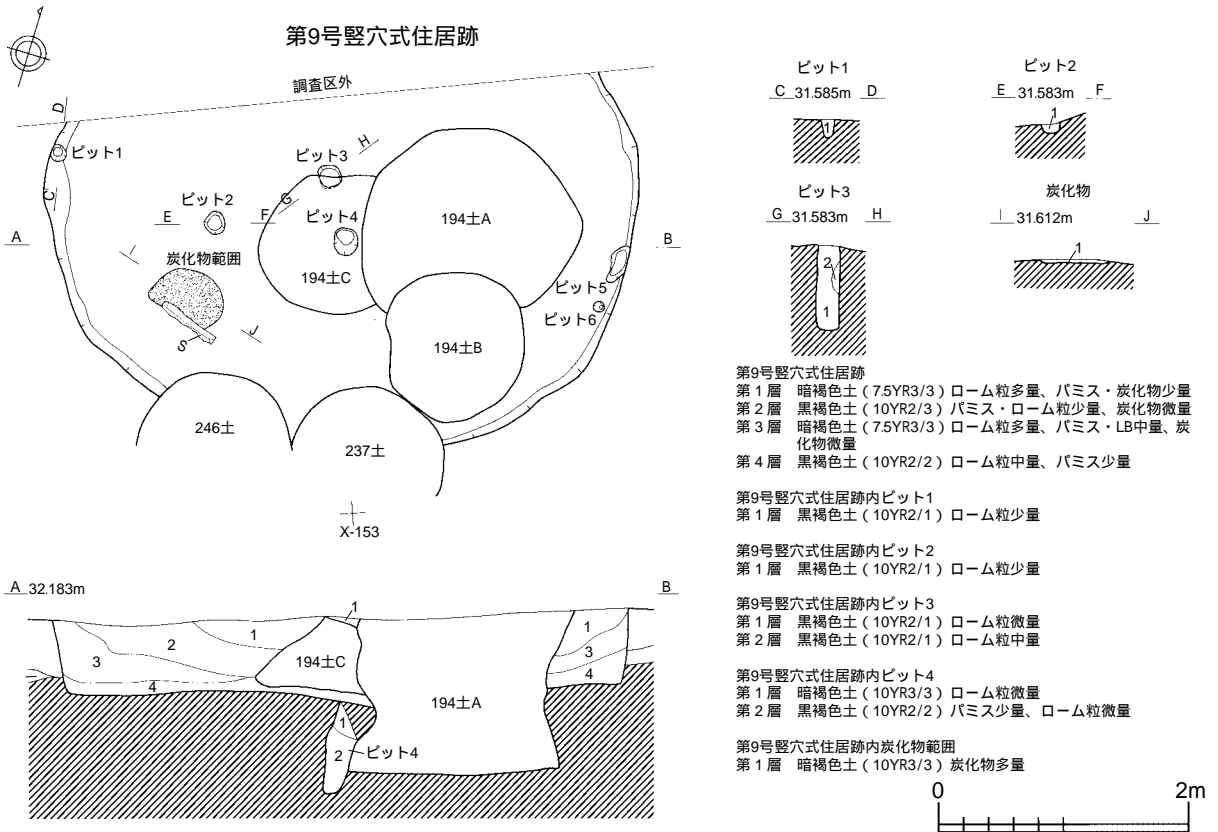 第9号竪穴式住居跡
調査区外
D
ピット1
C
ピット3
H
ピット2
E
F
G
ピット4
194土A
194土C
A
B
I
炭化物範囲
S
J
ピット5
ピット6
194土B
246土
237土
X-153
A 32.183m B
1
2
1
3
4
194土C
194土A
1
2
ピット4
1
3
4
ピット1
C 31.585m D
1
ピット2
E 31.583m F
1
ピット3
G 31.583m H
2
1
炭化物
I 31.612m J
1
第9号竪穴式住居跡
第1層 暗褐色土(7.5YR3/3)ローム粒多量、パミス・炭化物少量
第2層 黒褐色土(10YR2/3)パミス・ローム粒少量、炭化物微量
第3層 暗褐色土(7.5YR3/3)ローム粒多量、パミス・LB中量、炭
化物微量
第4層 黒褐色土(10YR2/2)ローム粒中量、パミス少量
第9号竪穴式住居跡内ピット1
第1層 黒褐色土(10YR2/1)ローム粒少量
第9号竪穴式住居跡内ピット2
第1層 黒褐色土(10YR2/1)ローム粒少量
第9号竪穴式住居跡内ピット3
第1層 黒褐色土(10YR2/1)ローム粒微量
第2層 黒褐色土(10YR2/1)ローム粒中量
第9号竪穴式住居跡内ピット4
第1層 暗褐色土(10YR3/3)ローム粒微量
第2層 黒褐色土(10YR2/2)パミス少量、ローム粒微量
第9号竪穴式住居跡内炭化物範囲
第1層 暗褐色土(10YR3/3)炭化物多量
0 2m